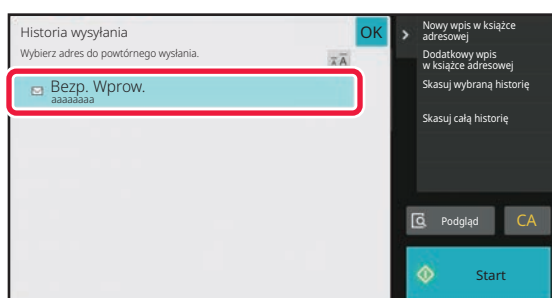 Historia wysyłania
OK
Wybierz adres do powtórnego wysłania.
Bezp. Wprow.
aaaaaaaa
Nowy wpis w książce
adresowej
Dodatkowy wpis
w książce adresowej
Skasuj wybraną historię
Skasuj całą historię
Podgląd
CA
Start